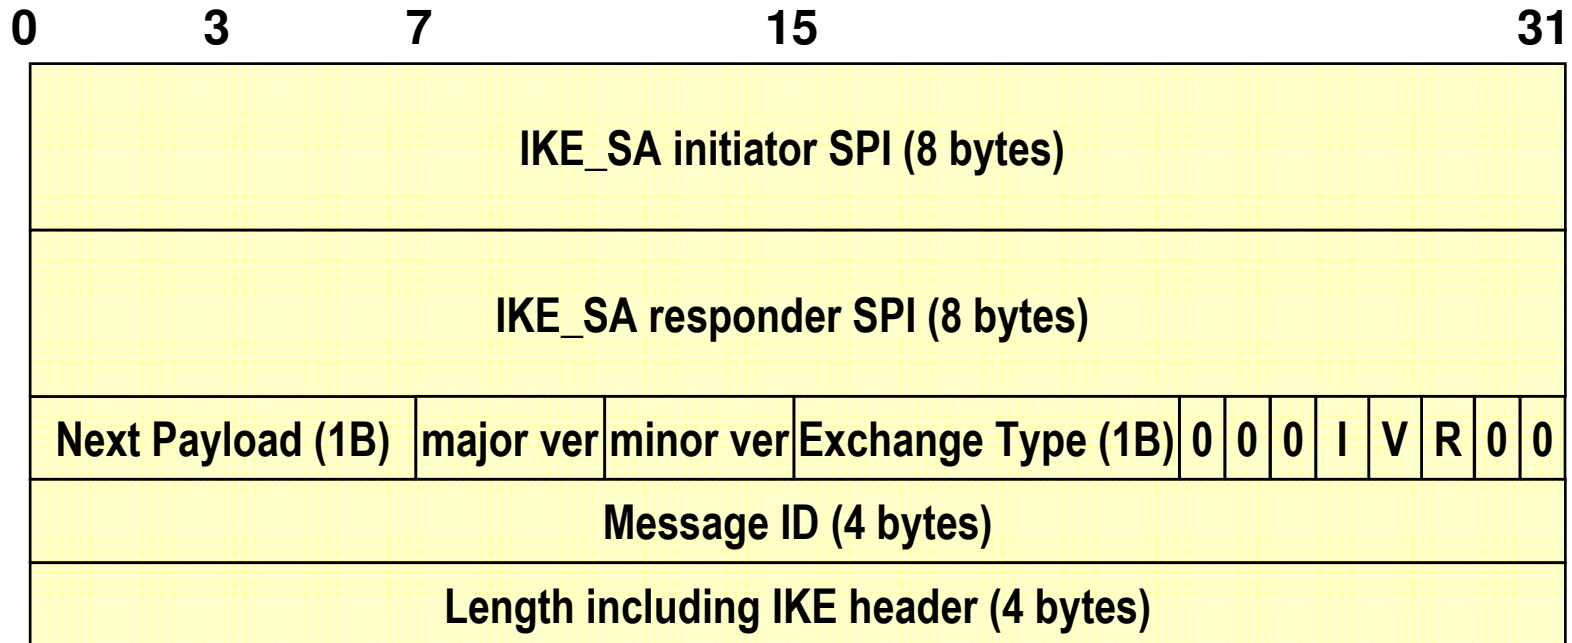 0 3 7 15 31
IKE_SA initiator SPI (8 bytes)
IKE_SA responder SPI (8 bytes)
Next Payload (1B) major ver minor ver Exchange Type (1B) 0 0 0 I V R 0 0
Message ID (4 bytes)
Length including IKE header (4 bytes)